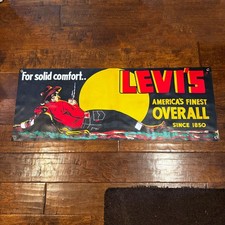 For solid comfort..
LEVI'S
AMERICA'S FINEST
OVERALL
SINCE 1850